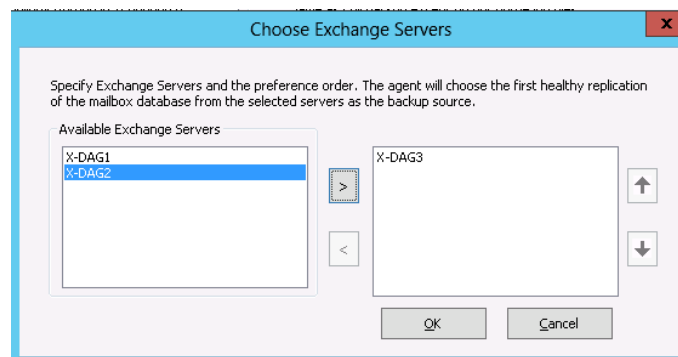 Choose Exchange Servers
x
Specify Exchange Servers and the preference order. The agent will choose the first healthy replication
of the mailbox database from the selected servers as the backup source.
Available Exchange Servers
X-DAG1
X-DAG2
>
<
X-DAG3
OK
Cancel